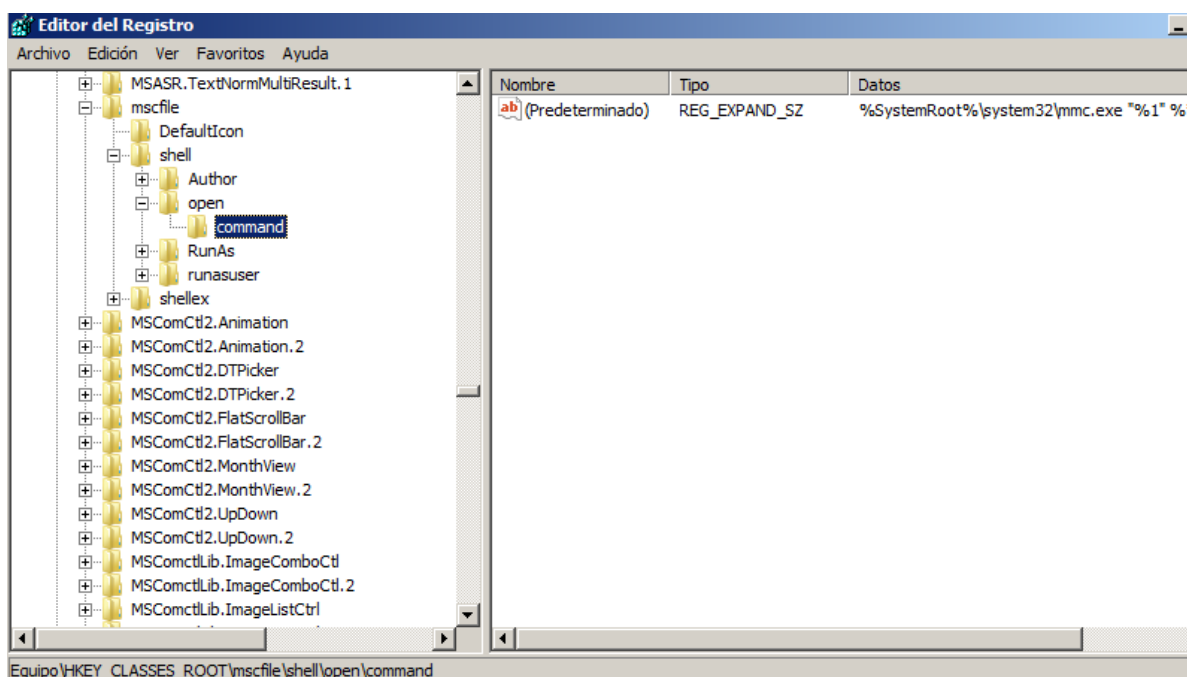 Editor del Registro
Archivo Edición Ver Favoritos Ayuda
MSASR.TextNormMultiResult.1
mscfile
DefaultIcon
shell
Author
open
command
RunAs
runasuser
shellex
MSComCtl2.Animation
MSComCtl2.Animation.2
MSComCtl2.DTPicker
MSComCtl2.DTPicker.2
MSComCtl2.FlatScrollBar
MSComCtl2.FlatScrollBar.2
MSComCtl2.MonthView
MSComCtl2.MonthView.2
MSComCtl2.UpDown
MSComCtl2.UpDown.2
MSComctlLib.ImageComboCtl
MSComctlLib.ImageComboCtl.2
MSComctlLib.ImageListCtrl
Nombre Tipo Datos
ab (Predeterminado) REG_EXPAND_SZ %SystemRoot%\system32\mmc.exe "%1" %
Equipo\HKEY_CLASSES_ROOT\mscfile\shell\open\command